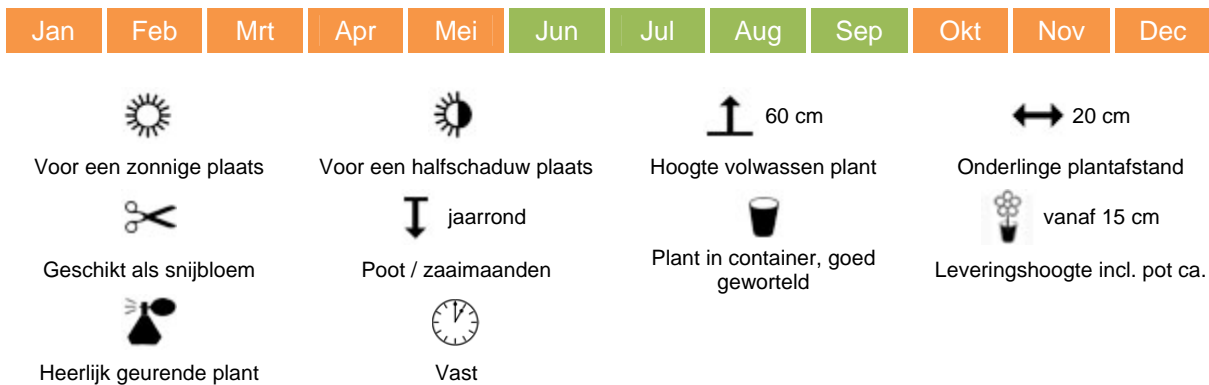 Jan Feb Mrt Apr Mei Jun Jul Aug Sep Okt Nov Dec
60 cm
20 cm
Voor een zonnige plaats
Voor een halfschaduw plaats
Hoogte volwassen plant
Onderlinge plantafstand
jaarrond
vanaf 15 cm
Geschikt als snijbloem
Poot / zaaimaanden
Plant in container, goed
geworteld
Leveringshoogte incl. pot ca.
Heerlijk geurende plant
Vast